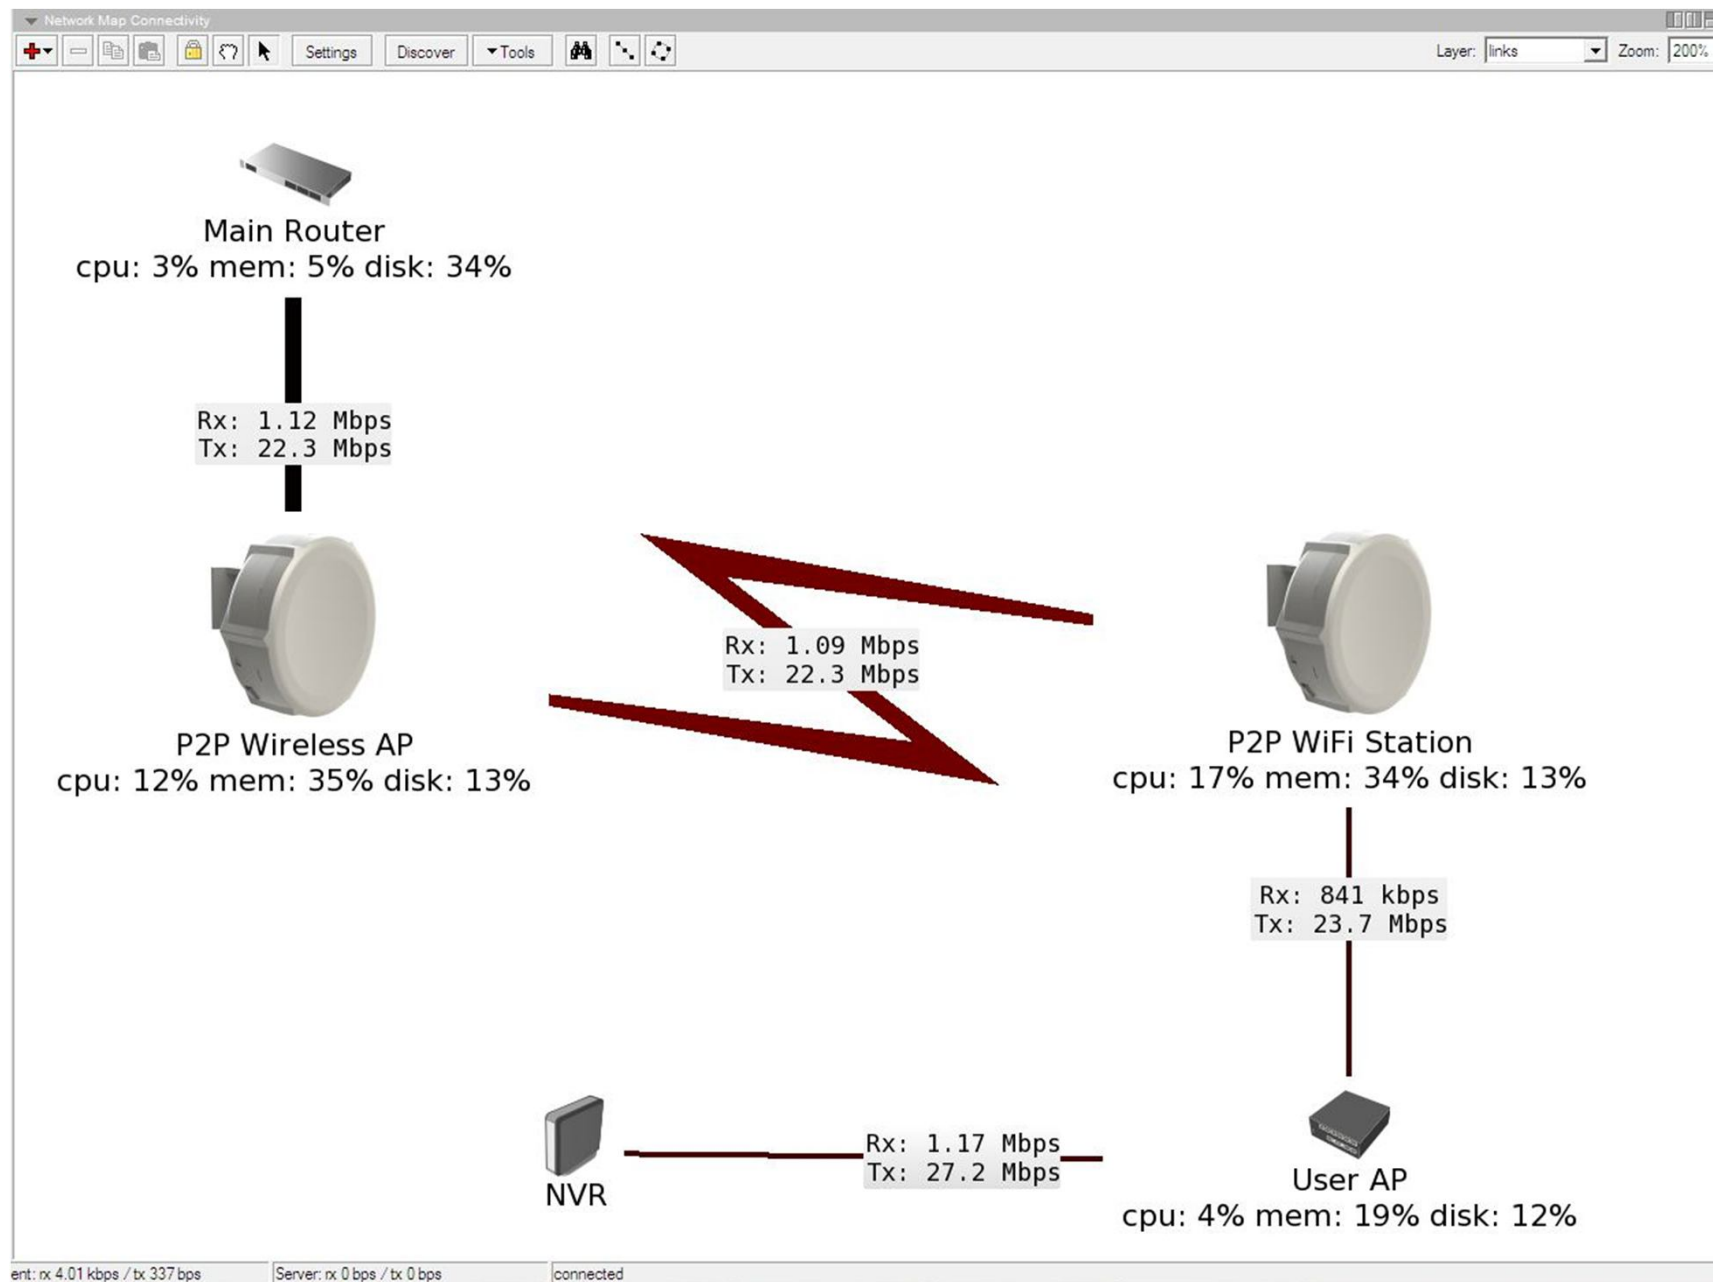 Network Map Connectivity
Settings
Discover
Tools
Layer: links
Zoom: 200%
Main Router
cpu: 3% mem: 5% disk: 34%
Rx: 1.12 Mbps
Tx: 22.3 Mbps
Rx: 1.09 Mbps
Tx: 22.3 Mbps
P2P Wireless AP
cpu: 12% mem: 35% disk: 13%
P2P WiFi Station
cpu: 17% mem: 34% disk: 13%
Rx: 841 kbps
Tx: 23.7 Mbps
Rx: 1.17 Mbps
Tx: 27.2 Mbps
NVR
User AP
cpu: 4% mem: 19% disk: 12%
ent: rx 4.01 kbps / tx 337 bps
Server: rx 0 bps / tx 0 bps
connected